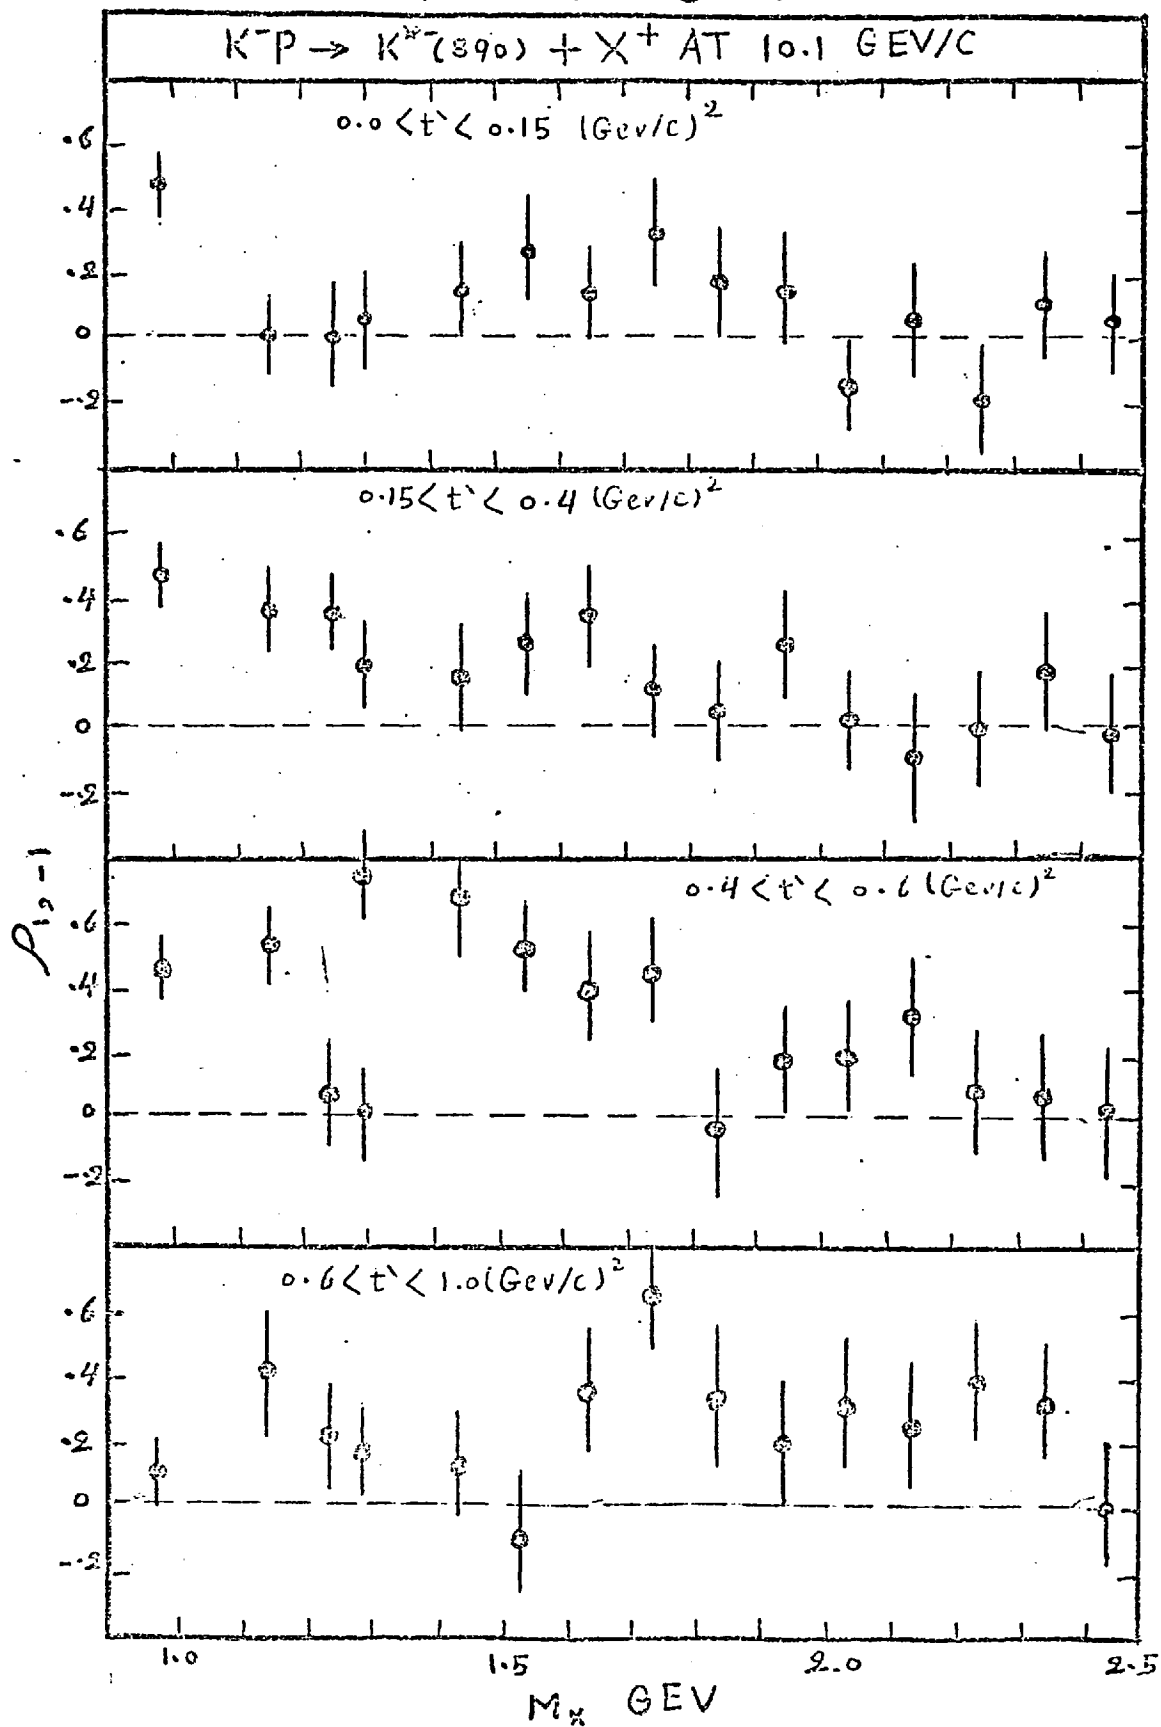 K⁻P → K*⁻(890) + X⁺ AT 10.1 GEV/C
0.0 < t` < 0.15 (Gev/c)²
.6
.4
.2
0
-.2
0.15 < t` < 0.4 (Gev/c)²
.6
.4
.2
0
-.2
ρ1,-1
0.4 < t` < 0.6 (Gev/c)²
.6
.4
.2
0
-.2
0.6 < t` < 1.0 (Gev/c)²
.6
.4
.2
0
-.2
1.0 1.5 2.0 2.5
Mx GEV